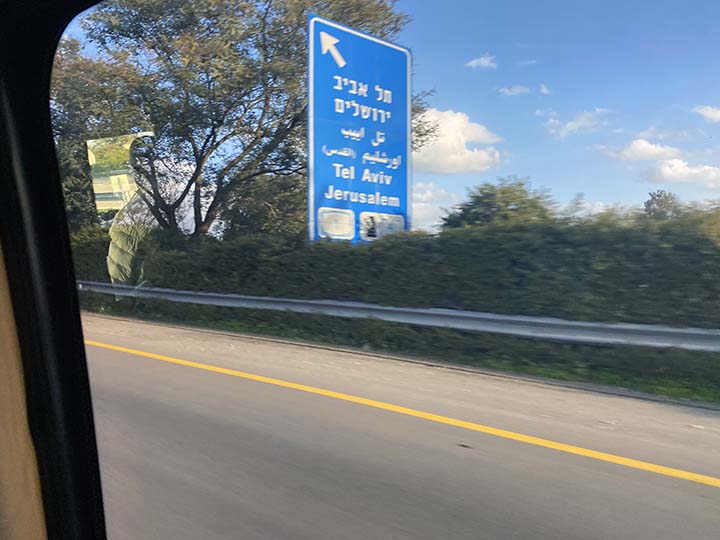 תל אביב
ירושלים
تل ابيب
اورشليم (القدس)
Tel Aviv
Jerusalem